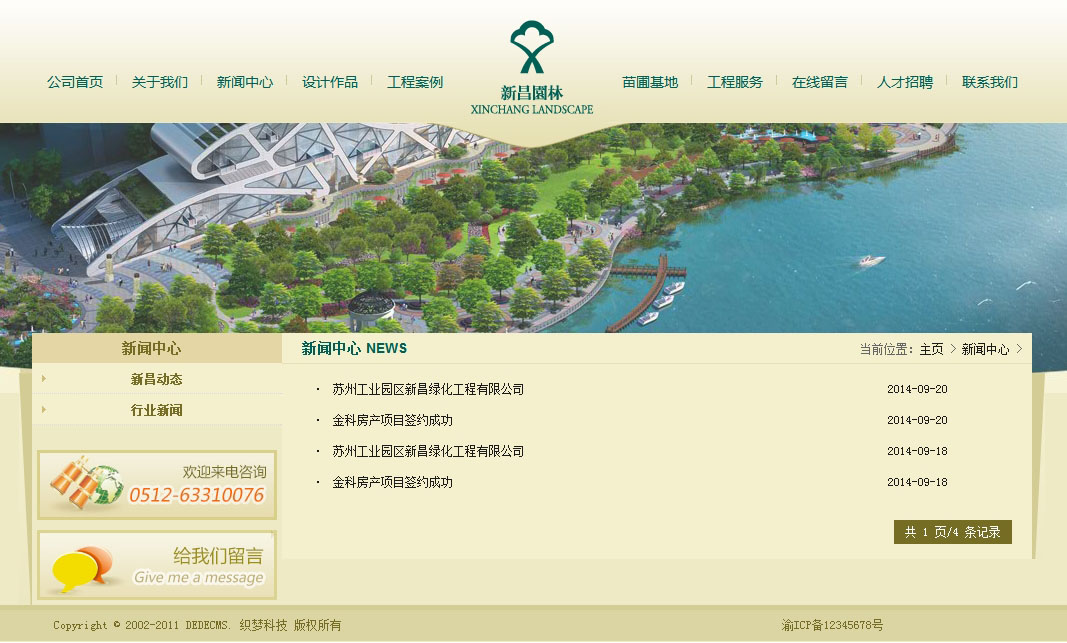 公司首页 关于我们 新闻中心 设计作品 工程案例 苗圃基地 工程服务 在线留言 人才招聘 联系我们
新昌園林
XINCHANG LANDSCAPE
新闻中心
新昌动态
行业新闻
欢迎来电咨询
0512-63310076
给我们留言
Give me a message
新闻中心 NEWS 当前位置：主页 > 新闻中心 >
· 苏州工业园区新昌绿化工程有限公司 2014-09-20
· 金科房产项目签约成功 2014-09-20
· 苏州工业园区新昌绿化工程有限公司 2014-09-18
· 金科房产项目签约成功 2014-09-18
共 1 页/4 条记录
Copyright © 2002-2011 DEDECMS. 织梦科技 版权所有 渝ICP备12345678号